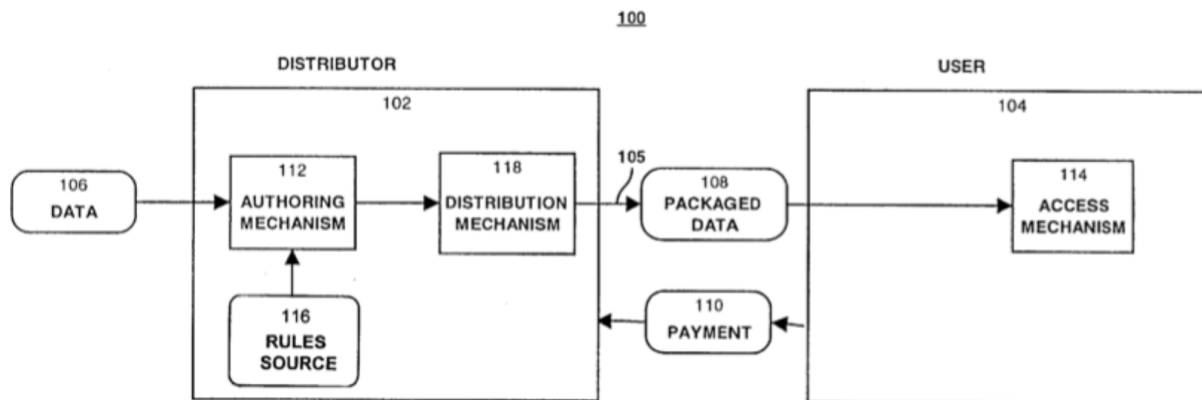 100
DISTRIBUTOR
USER
102
104
112
AUTHORING
MECHANISM
118
DISTRIBUTION
MECHANISM
105
106
DATA
108
PACKAGED
DATA
114
ACCESS
MECHANISM
116
RULES
SOURCE
110
PAYMENT